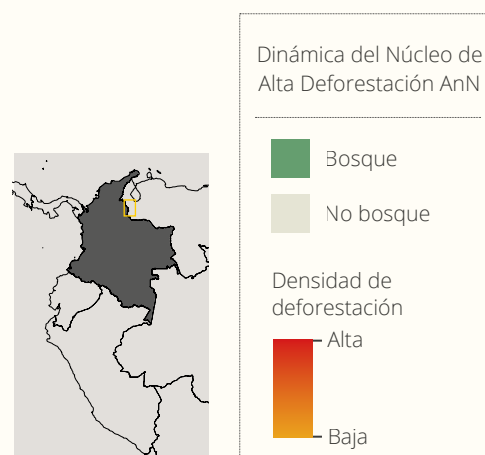 Dinámica del Núcleo de
Alta Deforestación AnN
Bosque
No bosque
Densidad de
deforestación
Alta
Baja